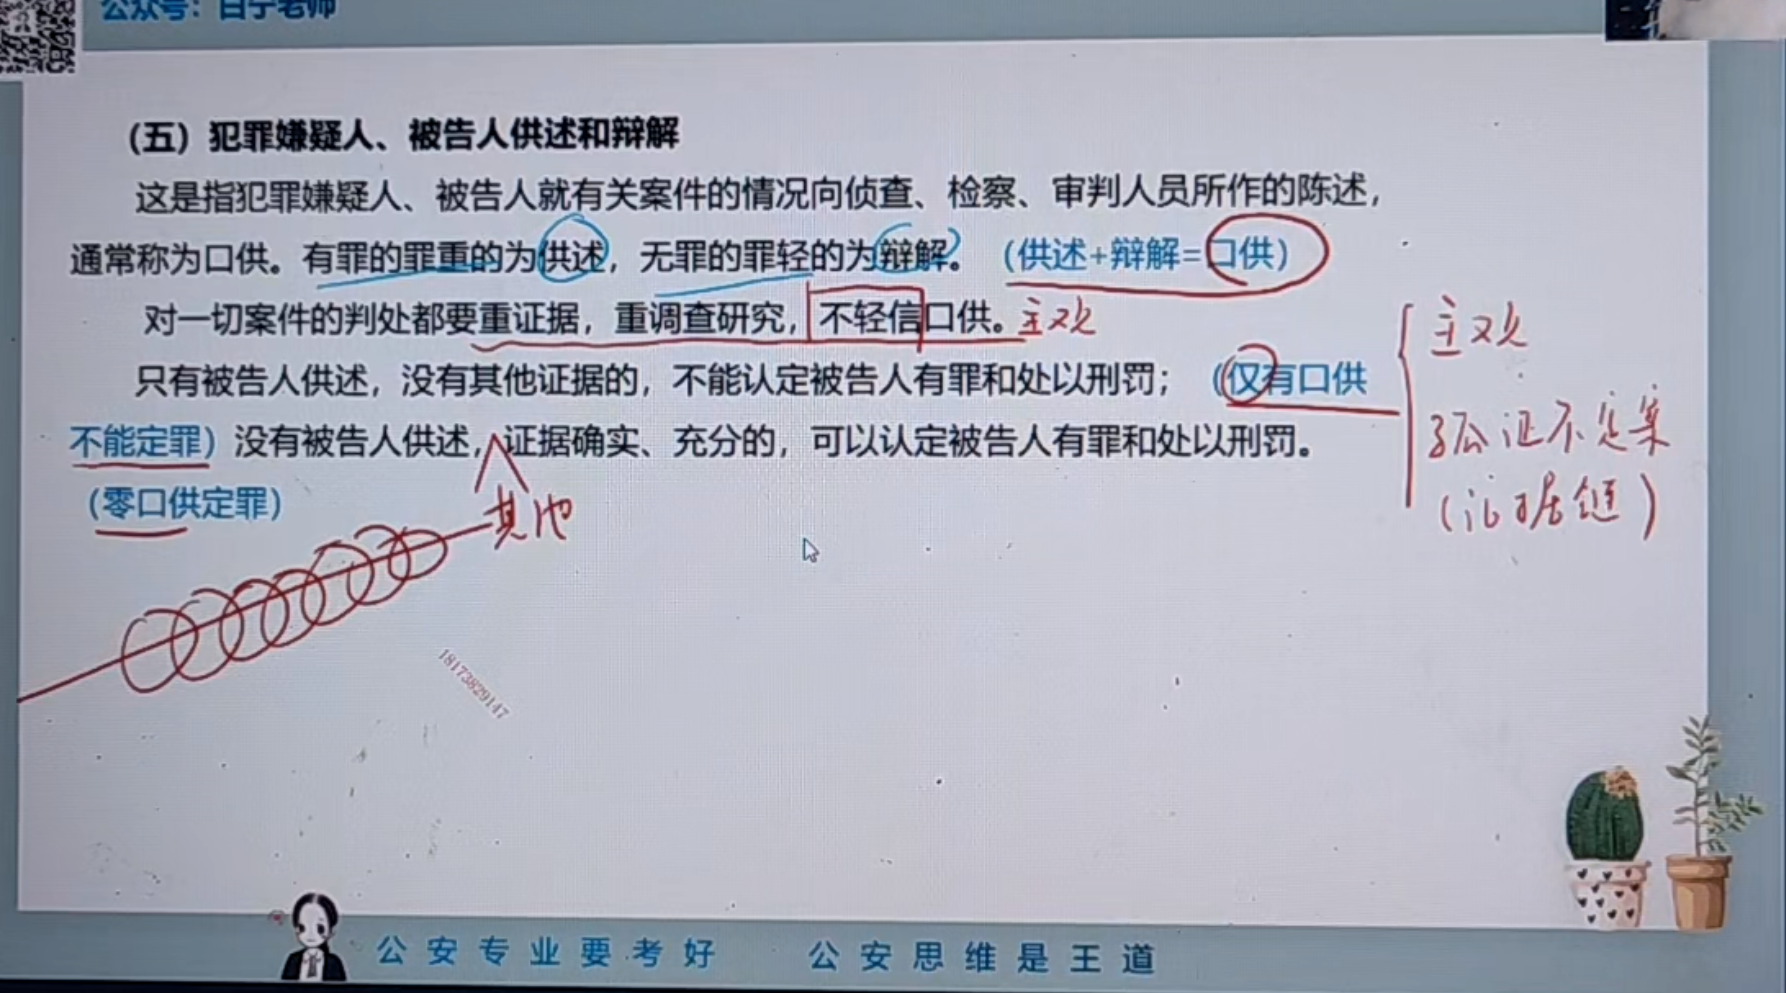 公众号：白宁老师
（五）犯罪嫌疑人、被告人供述和辩解
这是指犯罪嫌疑人、被告人就有关案件的情况向侦查、检察、审判人员所作的陈述，
通常称为口供。有罪的罪重的为供述，无罪的罪轻的为辩解。（供述+辩解=口供）
对一切案件的判处都要重证据，重调查研究，不轻信口供。主观
只有被告人供述，没有其他证据的，不能认定被告人有罪和处以刑罚；（仅有口供
不能定罪）没有被告人供述，证据确实、充分的，可以认定被告人有罪和处以刑罚。
（零口供定罪）
其他
主观
孤证不定案
（证据链）
18173829147
公安专业要考好 公安思维是王道